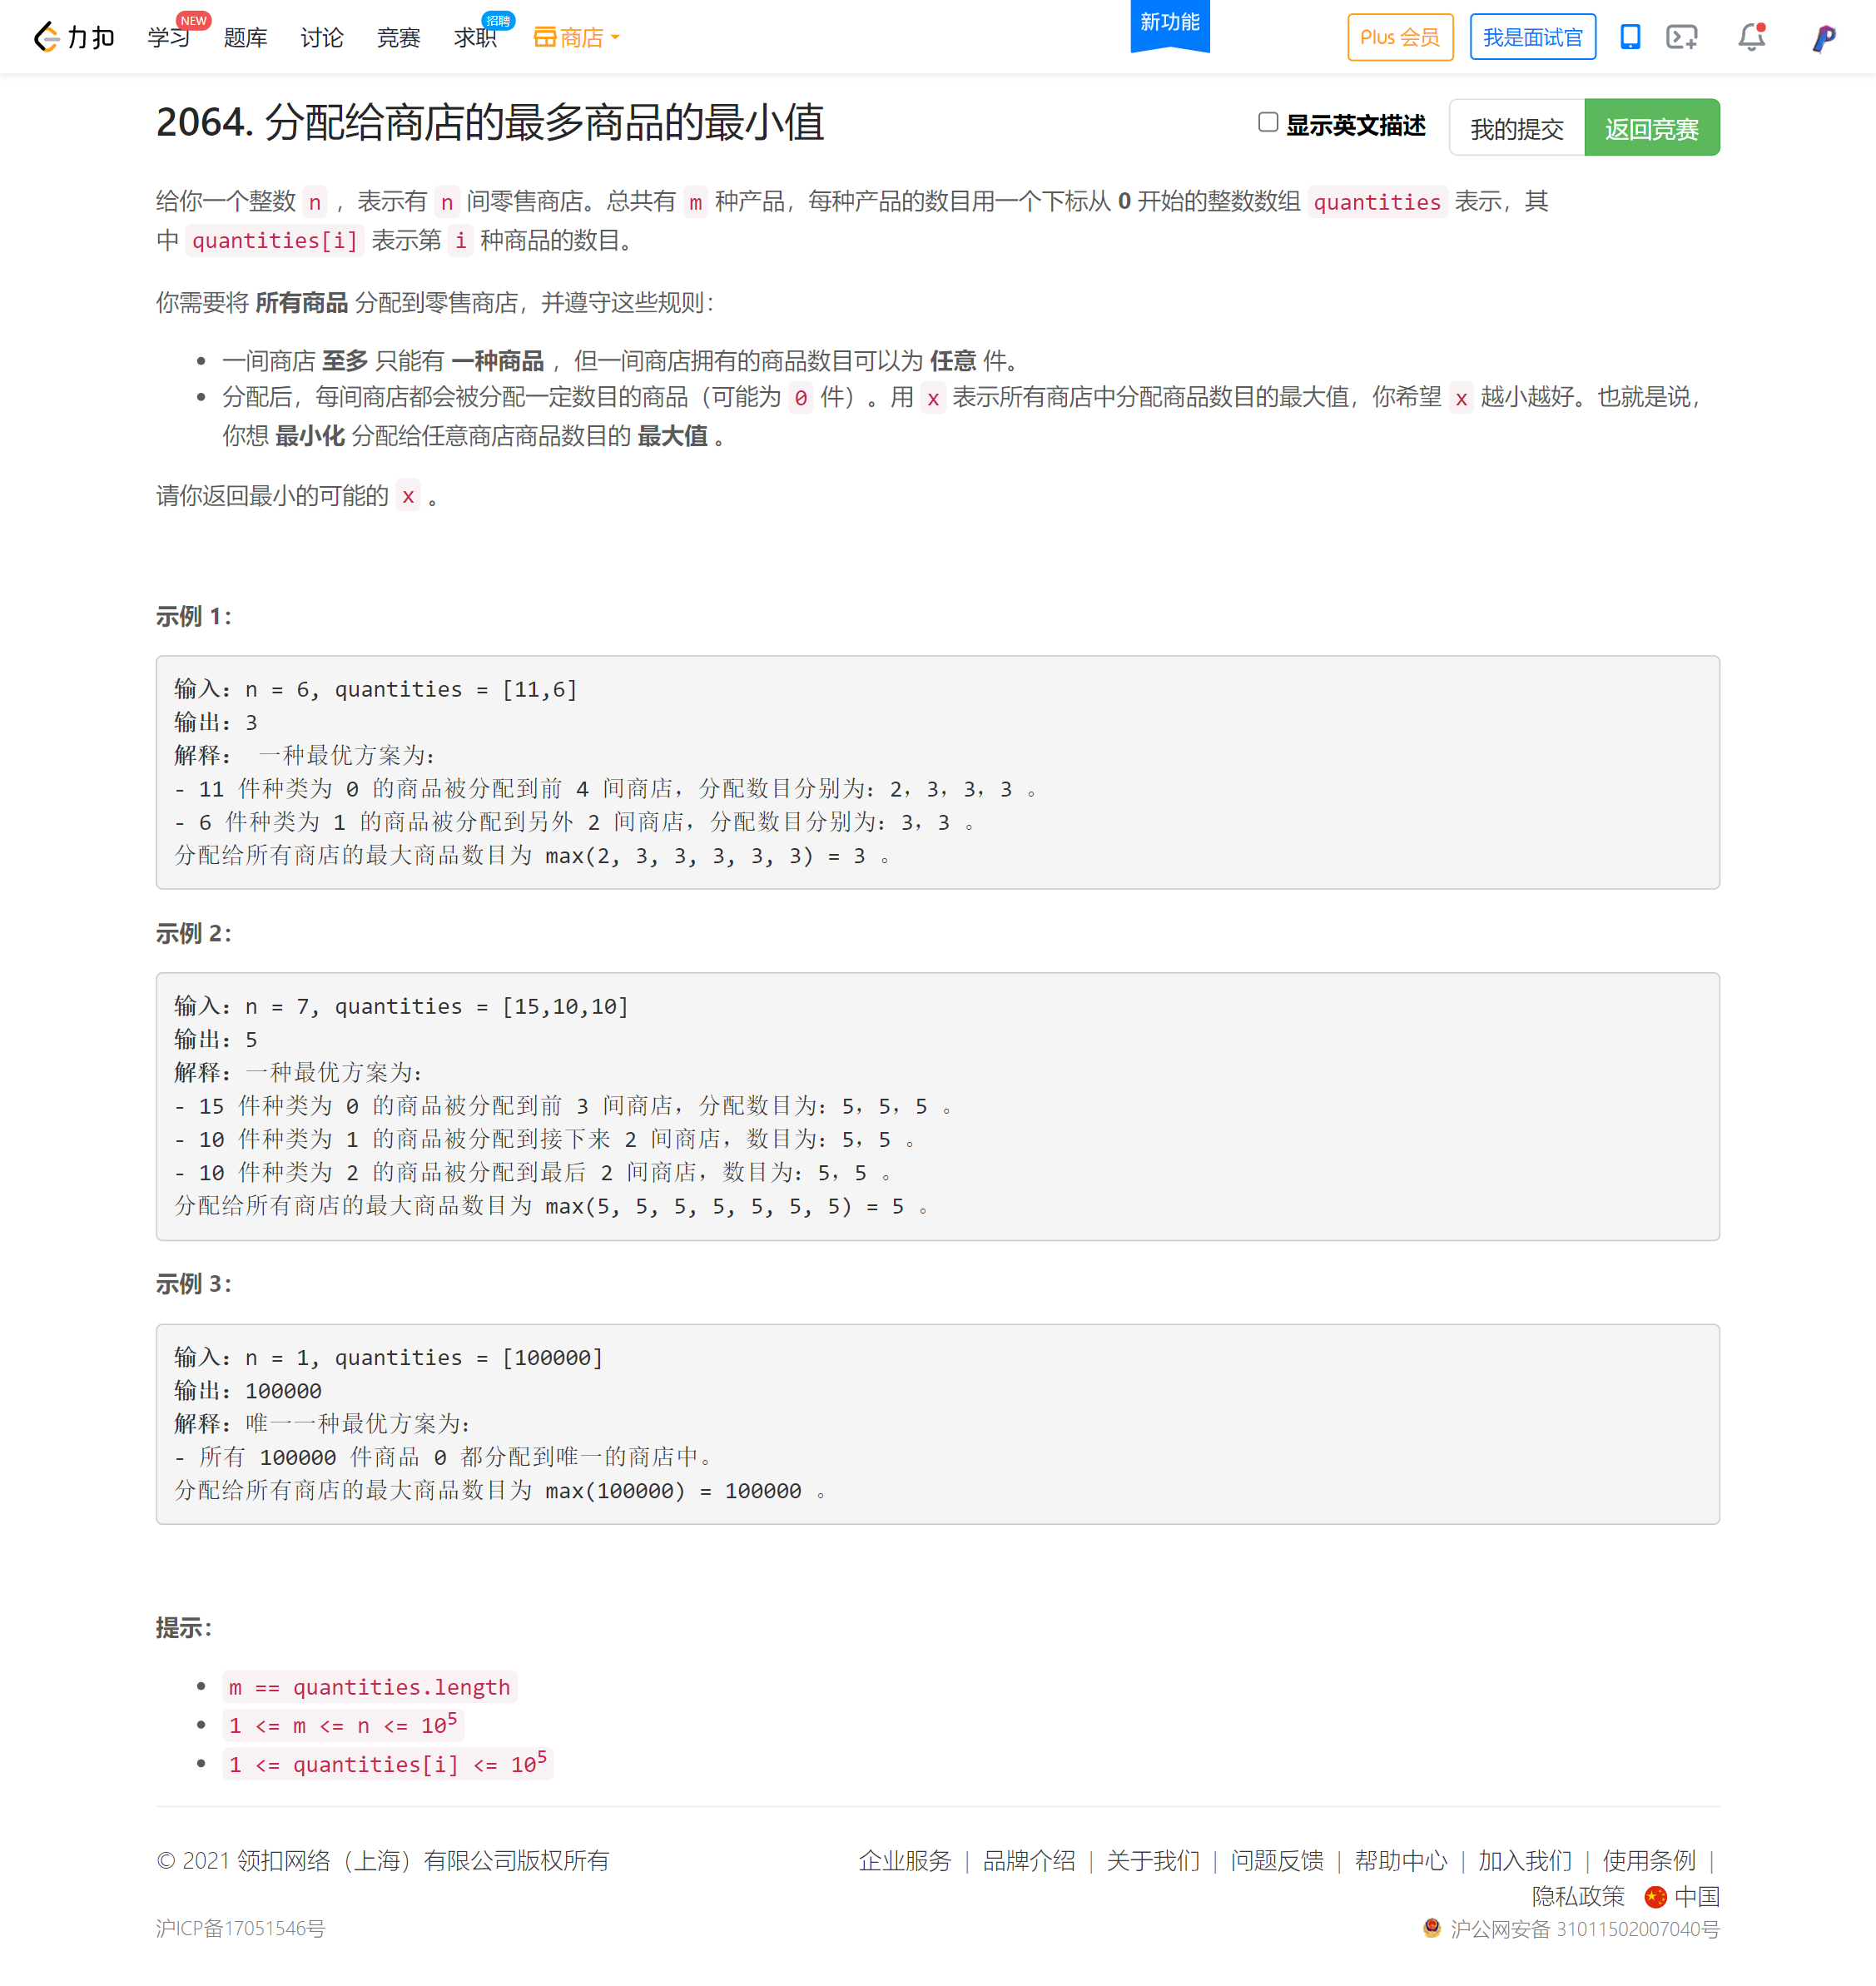 力扣 学习 NEW 题库 讨论 竞赛 求职 招聘 商店 新功能 Plus 会员 我是面试官
2064. 分配给商店的最多商品的最小值 显示英文描述 我的提交 返回竞赛
给你一个整数 n ，表示有 n 间零售商店。总共有 m 种产品，每种产品的数目用一个下标从 0 开始的整数数组 quantities 表示，其
中 quantities[i] 表示第 i 种商品的数目。
你需要将 所有商品 分配到零售商店，并遵守这些规则：
• 一间商店 至多 只能有 一种商品 ，但一间商店拥有的商品数目可以为 任意 件。
• 分配后，每间商店都会被分配一定数目的商品（可能为 0 件）。用 x 表示所有商店中分配商品数目的最大值，你希望 x 越小越好。也就是说，
你想 最小化 分配给任意商店商品数目的 最大值 。
请你返回最小的可能的 x 。
示例 1：
输入：n = 6, quantities = [11,6]
输出：3
解释： 一种最优方案为：
- 11 件种类为 0 的商品被分配到前 4 间商店，分配数目分别为：2，3，3，3 。
- 6 件种类为 1 的商品被分配到另外 2 间商店，分配数目分别为：3，3 。
分配给所有商店的最大商品数目为 max(2, 3, 3, 3, 3, 3) = 3 。
示例 2：
输入：n = 7, quantities = [15,10,10]
输出：5
解释：一种最优方案为：
- 15 件种类为 0 的商品被分配到前 3 间商店，分配数目为：5，5，5 。
- 10 件种类为 1 的商品被分配到接下来 2 间商店，数目为：5，5 。
- 10 件种类为 2 的商品被分配到最后 2 间商店，数目为：5，5 。
分配给所有商店的最大商品数目为 max(5, 5, 5, 5, 5, 5, 5) = 5 。
示例 3：
输入：n = 1, quantities = [100000]
输出：100000
解释：唯一一种最优方案为：
- 所有 100000 件商品 0 都分配到唯一的商店中。
分配给所有商店的最大商品数目为 max(100000) = 100000 。
提示：
• m == quantities.length
• 1 <= m <= n <= 10⁵
• 1 <= quantities[i] <= 10⁵
© 2021 领扣网络（上海）有限公司版权所有 企业服务 | 品牌介绍 | 关于我们 | 问题反馈 | 帮助中心 | 加入我们 | 使用条例 |
隐私政策 中国
沪ICP备17051546号 沪公网安备 31011502007040号